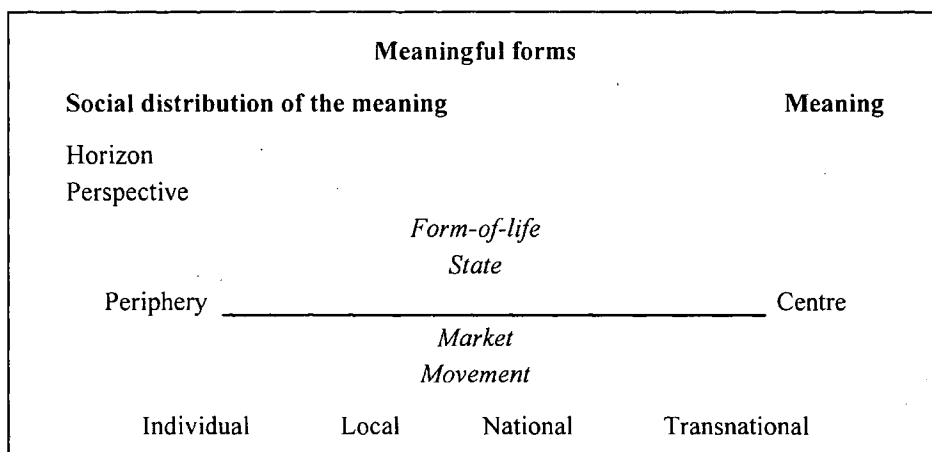 Meaningful forms
Social distribution of the meaning Meaning
Horizon
Perspective
Form-of-life
State
Periphery Centre
Market
Movement
Individual Local National Transnational